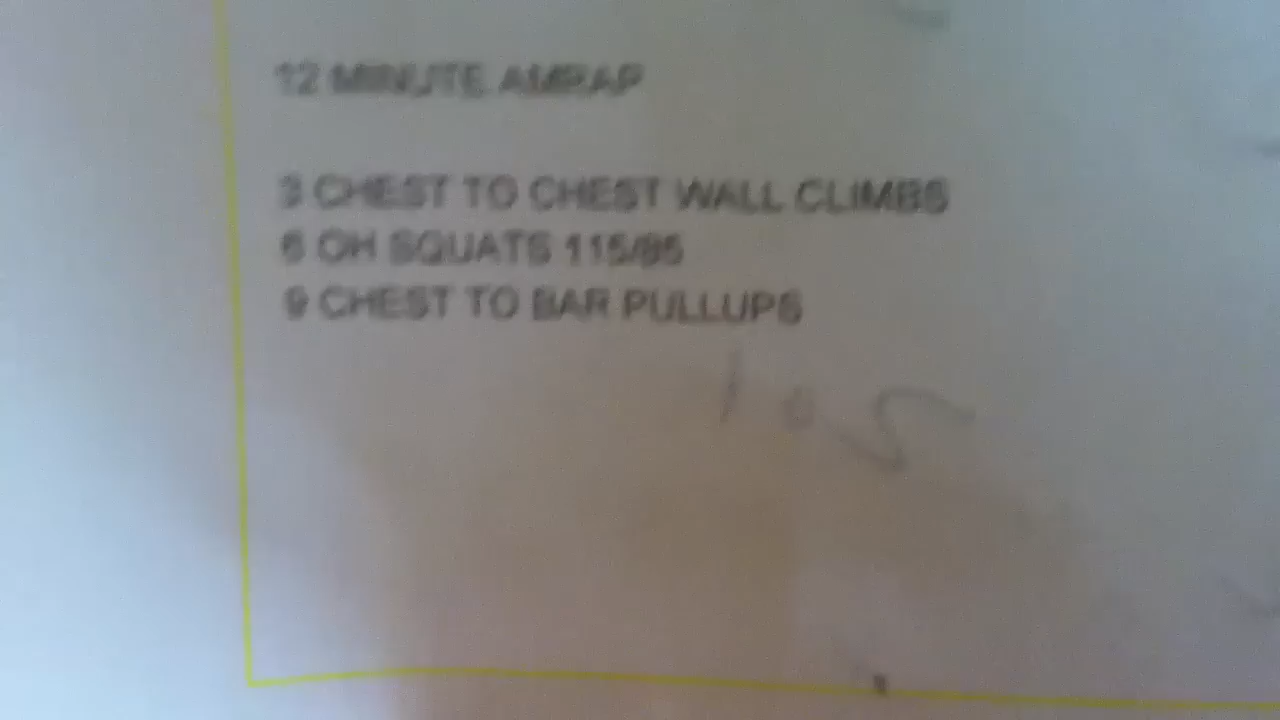 12 MINUTE AMRAP
3 CHEST TO CHEST WALL CLIMBS
6 OH SQUATS 115/85
9 CHEST TO BAR PULLUPS
105